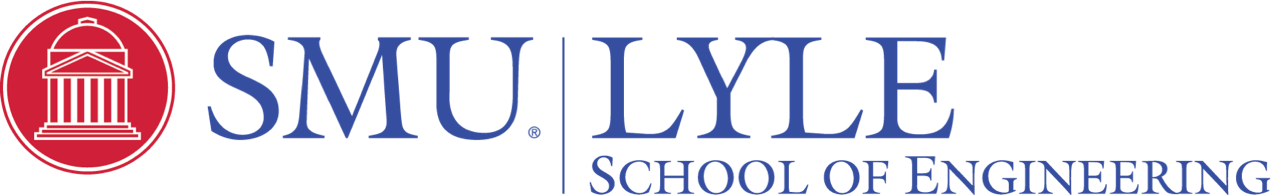 SMU® LYLE
SCHOOL OF ENGINEERING